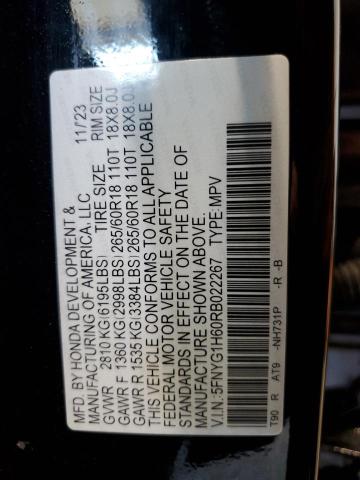 MFD. BY HONDA DEVELOPMENT & 11/23
MANUFACTURING OF AMERICA, LLC
TIRE SIZE RIM SIZE
GVWR 2810 KG(6195LBS)
GAWR F 1360 KG(2998LBS) 265/60R18 110T 18X8.0J
GAWR R 1535 KG(3384LBS) 265/60R18 110T 18X8.0J
THIS VEHICLE CONFORMS TO ALL APPLICABLE
FEDERAL MOTOR VEHICLE SAFETY
STANDARDS IN EFFECT ON THE DATE OF
MANUFACTURE SHOWN ABOVE.
V.I.N.:5FNYG1H60RB022267 TYPE:MPV
T90 R AT9 -NH731P -R -B